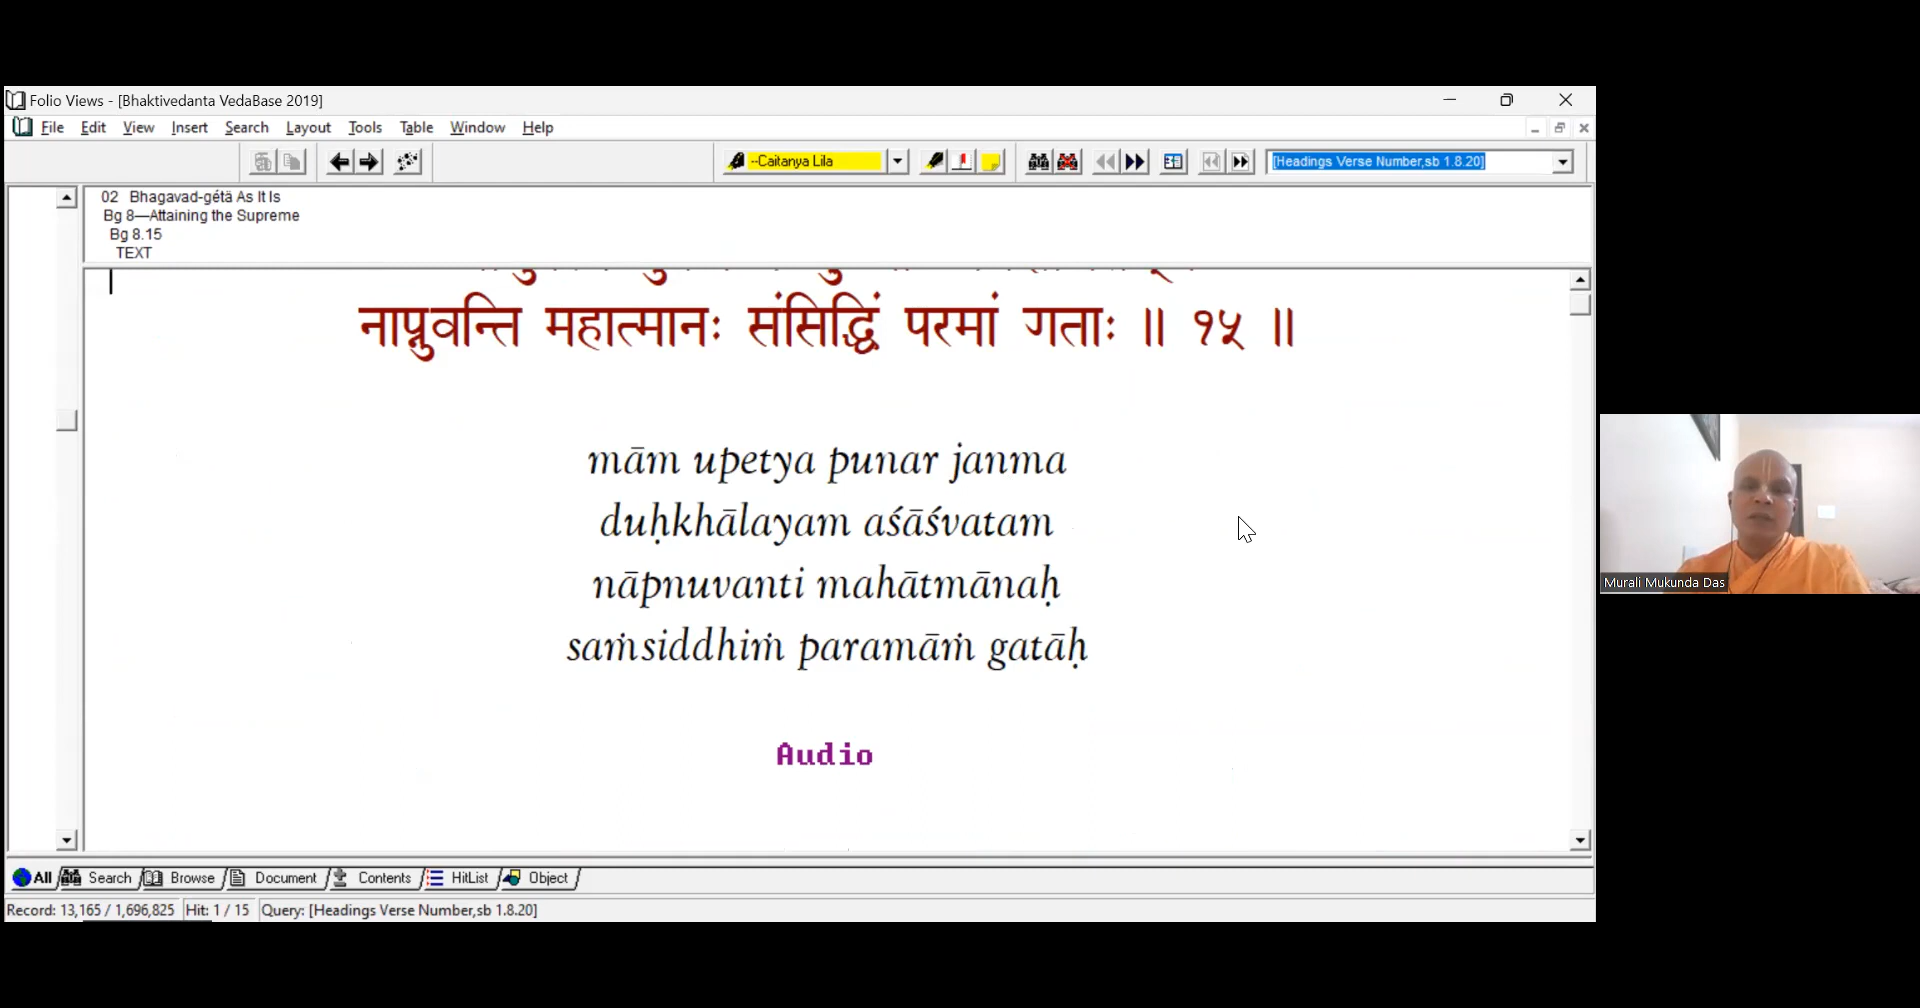 Folio Views - [Bhaktivedanta VedaBase 2019]
File Edit View Insert Search Layout Tools Table Window Help
--Caitanya Lila
[Headings Verse Number,sb 1.8.20]
02 Bhagavad-gétä As It Is
Bg 8—Attaining the Supreme
Bg 8.15
TEXT
नाप्नुवन्ति महात्मानः संसिद्धिं परमां गताः ॥ १५ ॥
mām upetya punar janma
duḥkhālayam aśāśvatam
nāpnuvanti mahātmānaḥ
saṁsiddhiṁ paramāṁ gatāḥ
Audio
Murali Mukunda Das
All Search Browse Document Contents HitList Object
Record: 13,165 / 1,696,825 Hit: 1 / 15 Query: [Headings Verse Number,sb 1.8.20]